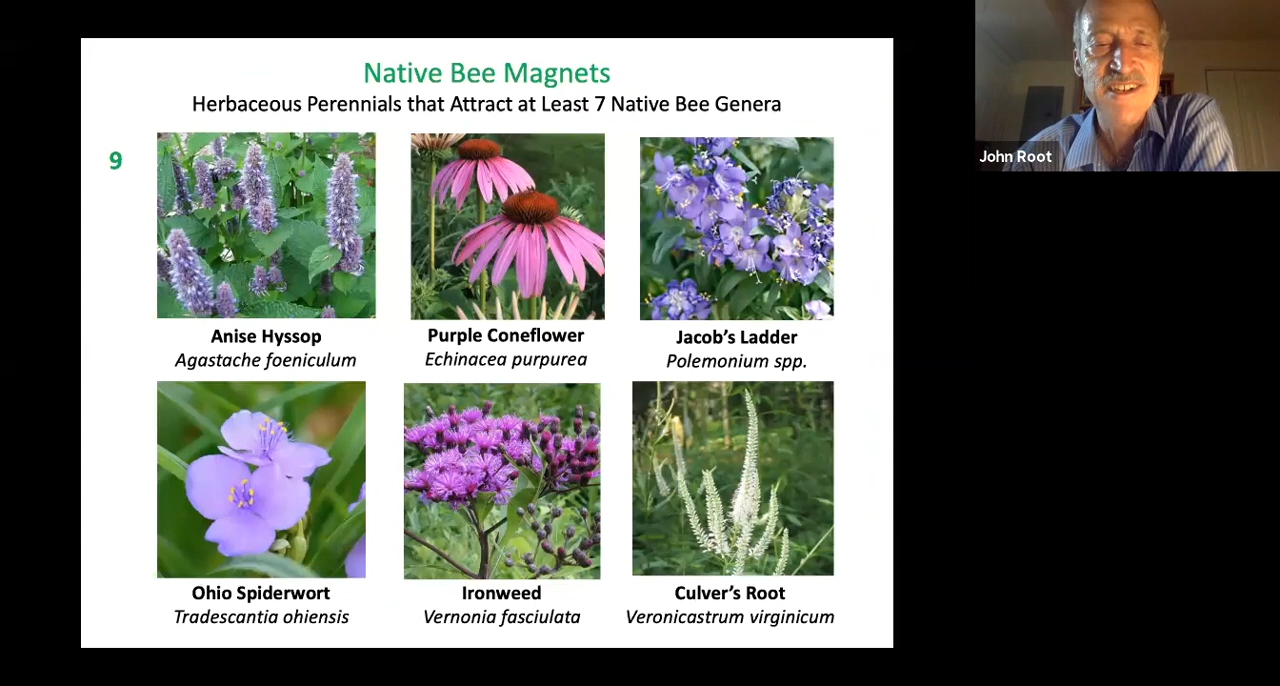 Native Bee Magnets
Herbaceous Perennials that Attract at Least 7 Native Bee Genera
9
John Root
Anise Hyssop
Agastache foeniculum
Purple Coneflower
Echinacea purpurea
Jacob’s Ladder
Polemonium spp.
Ohio Spiderwort
Tradescantia ohiensis
Ironweed
Vernonia fasciulata
Culver’s Root
Veronicastrum virginicum